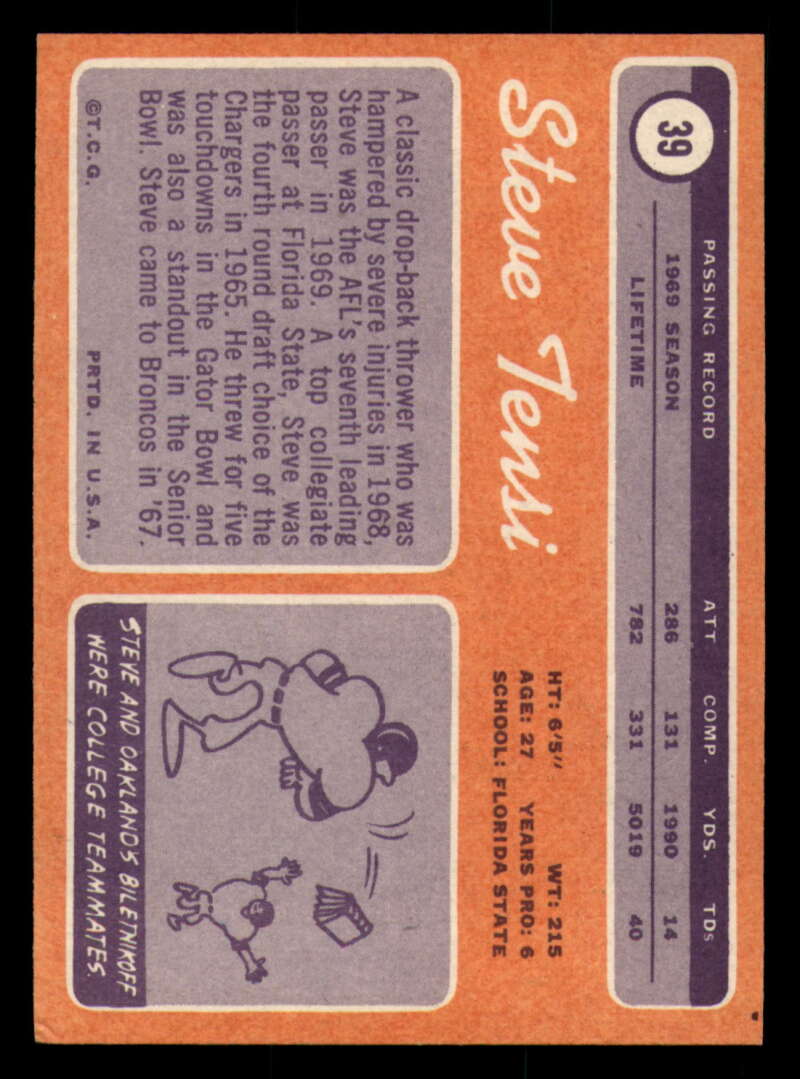 39
PASSING RECORD ATT COMP. YDS. TDs
1969 SEASON 286 131 1990 14
LIFETIME 782 331 5019 40
Steve Tensi
HT: 6'5" WT: 215
AGE: 27 YEARS PRO: 6
SCHOOL: FLORIDA STATE
A classic drop-back thrower who was
hampered by severe injuries in 1968,
Steve was the AFL's seventh leading
passer in 1969. A top collegiate
passer at Florida State, Steve was
the fourth round draft choice of the
Chargers in 1965. He threw for five
touchdowns in the Gator Bowl and
was also a standout in the Senior
Bowl. Steve came to Broncos in '67.
©T.C.G. PRTD. IN U.S.A.
STEVE AND OAKLANDS BILETNIKOFF
WERE COLLEGE TEAMMATES.